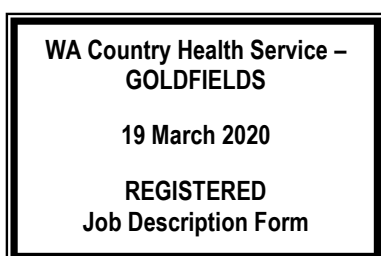 WA Country Health Service –
GOLDFIELDS
19 March 2020
REGISTERED
Job Description Form